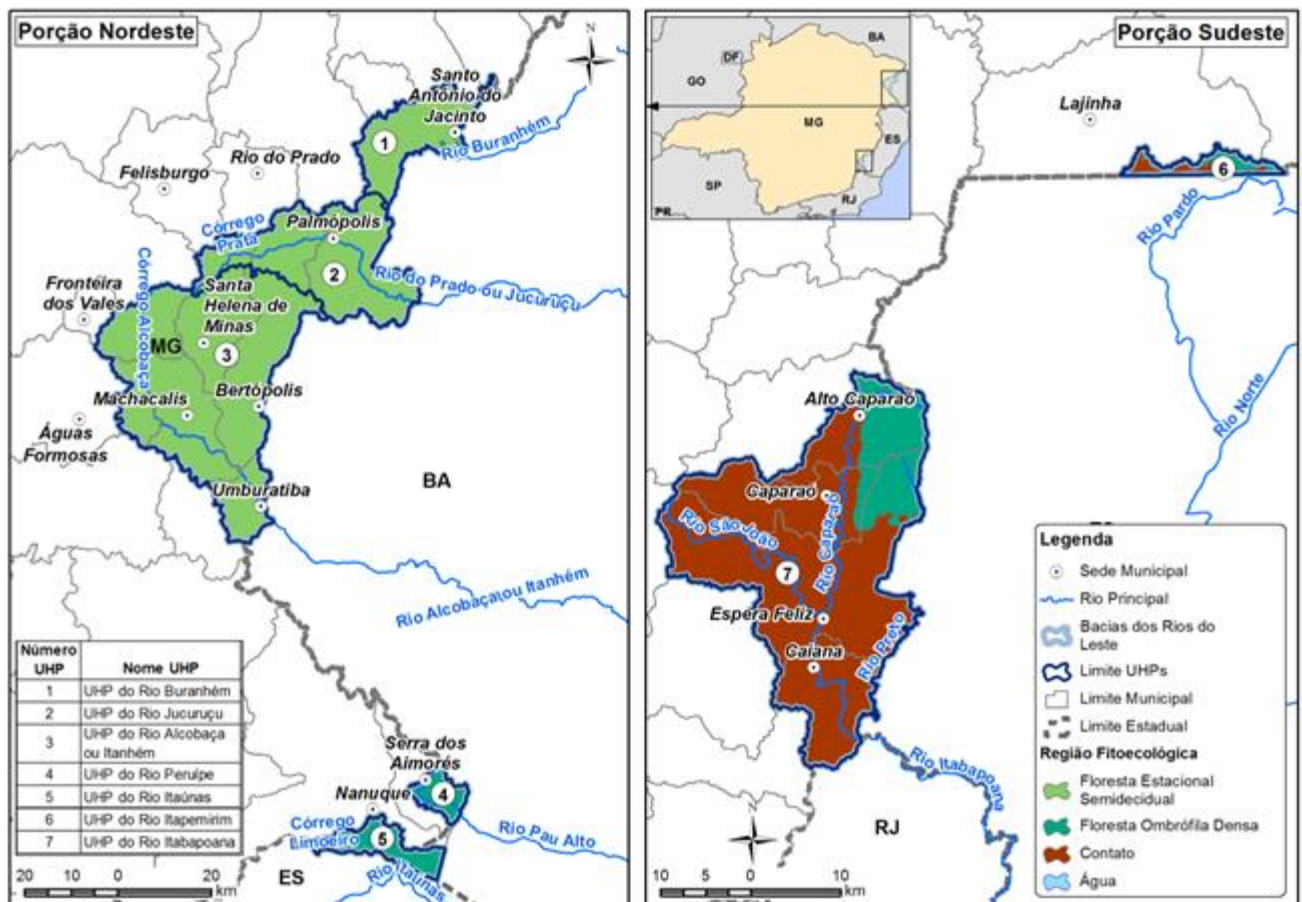 Porção Nordeste
N
Santo
Antônio do
Jacinto
1
Rio Buranhém
Rio do Prado
Felisburgo
Córrego
Prata
Palmópolis
2
Rio do Prado ou Jucuruçu
Fronteira
dos Vales
Córrego Alcobaça
Santa
Helena de
Minas
MG
3
Machacalis
Bertópolis
Águas
Formosas
Umburatiba
BA
Rio Alcobaça ou Itanhém
Número
UHP
Nome UHP
1 UHP do Rio Buranhém
2 UHP do Rio Jucuruçu
3 UHP do Rio Alcobaça
ou Itanhém
4 UHP do Rio Peruípe
5 UHP do Rio Itaúnas
6 UHP do Rio Itapemirim
7 UHP do Rio Itabapoana
Serra dos
Aimorés
4
Nanuque
Córrego
Limoeiro
5
Rio Pau Alto
Rio Itaúnas
ES
20 10 0 20
km
Porção Sudeste
BA
DF
GO
MG
ES
SP
RJ
PR
Lajinha
6
Rio Pardo
Rio Norte
Alto Caparaó
Caparaó
Rio Caparaó
Rio São João
7
Espera Feliz
Caiana
Rio Preto
Rio Itabapoana
RJ
N
10 5 0 10
km
Legenda
Sede Municipal
Rio Principal
Bacias dos Rios do
Leste
Limite UHPs
Limite Municipal
Limite Estadual
Região Fitoecológica
Floresta Estacional
Semidecidual
Floresta Ombrófila Densa
Contato
Água